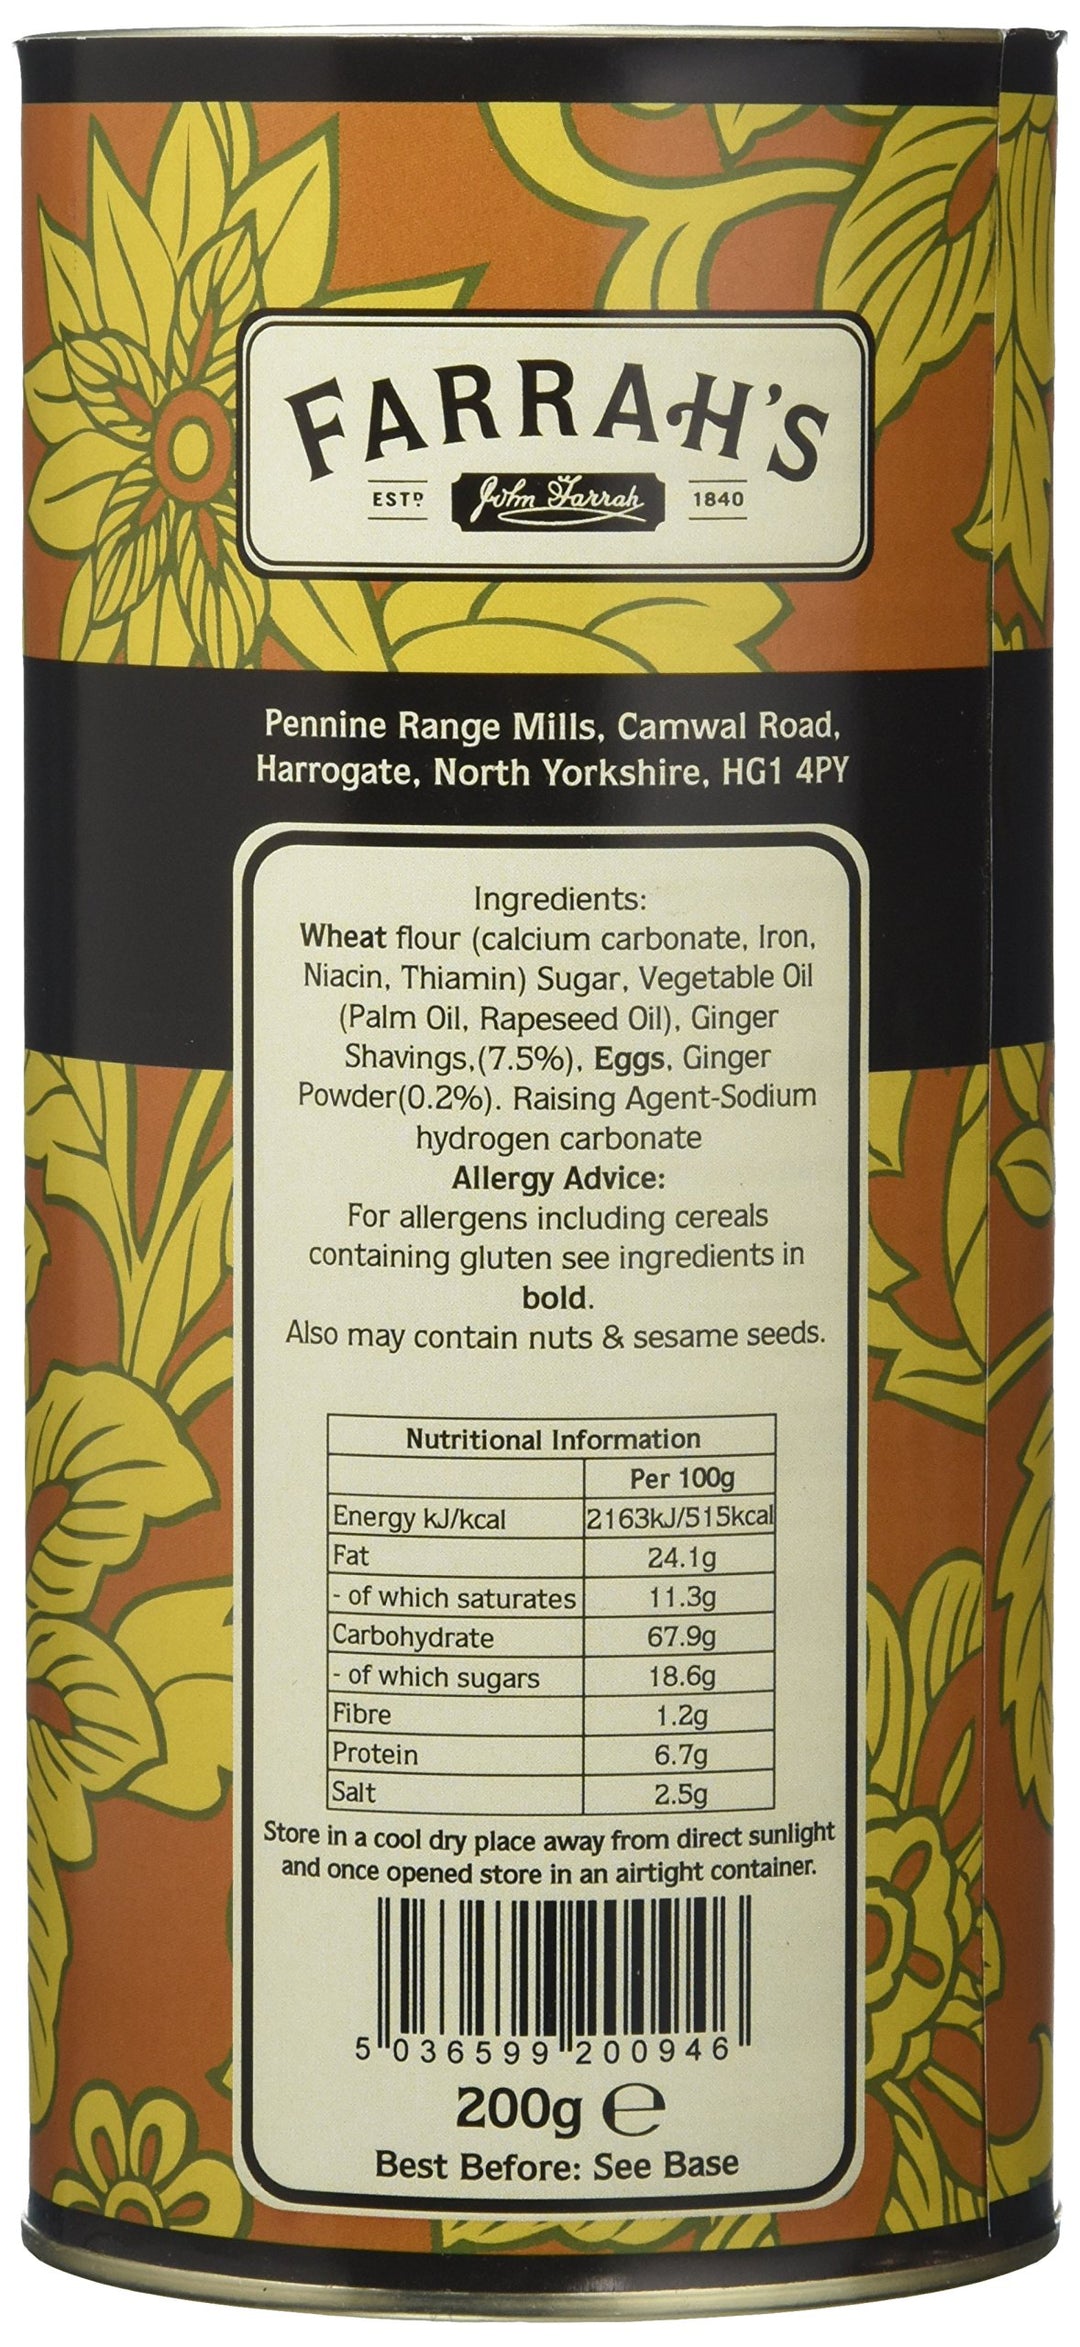 FARRAH'S
ESTD John Farrah 1840
Pennine Range Mills, Camwal Road,
Harrogate, North Yorkshire, HG1 4PY
Ingredients:
Wheat flour (calcium carbonate, Iron,
Niacin, Thiamin) Sugar, Vegetable Oil
(Palm Oil, Rapeseed Oil), Ginger
Shavings,(7.5%), Eggs, Ginger
Powder(0.2%). Raising Agent-Sodium
hydrogen carbonate
Allergy Advice:
For allergens including cereals
containing gluten see ingredients in
bold.
Also may contain nuts & sesame seeds.
Nutritional Information
Per 100g
Energy kJ/kcal 2163kJ/515kcal
Fat 24.1g
- of which saturates 11.3g
Carbohydrate 67.9g
- of which sugars 18.6g
Fibre 1.2g
Protein 6.7g
Salt 2.5g
Store in a cool dry place away from direct sunlight
and once opened store in an airtight container.
5 036599 200946
200g e
Best Before: See Base